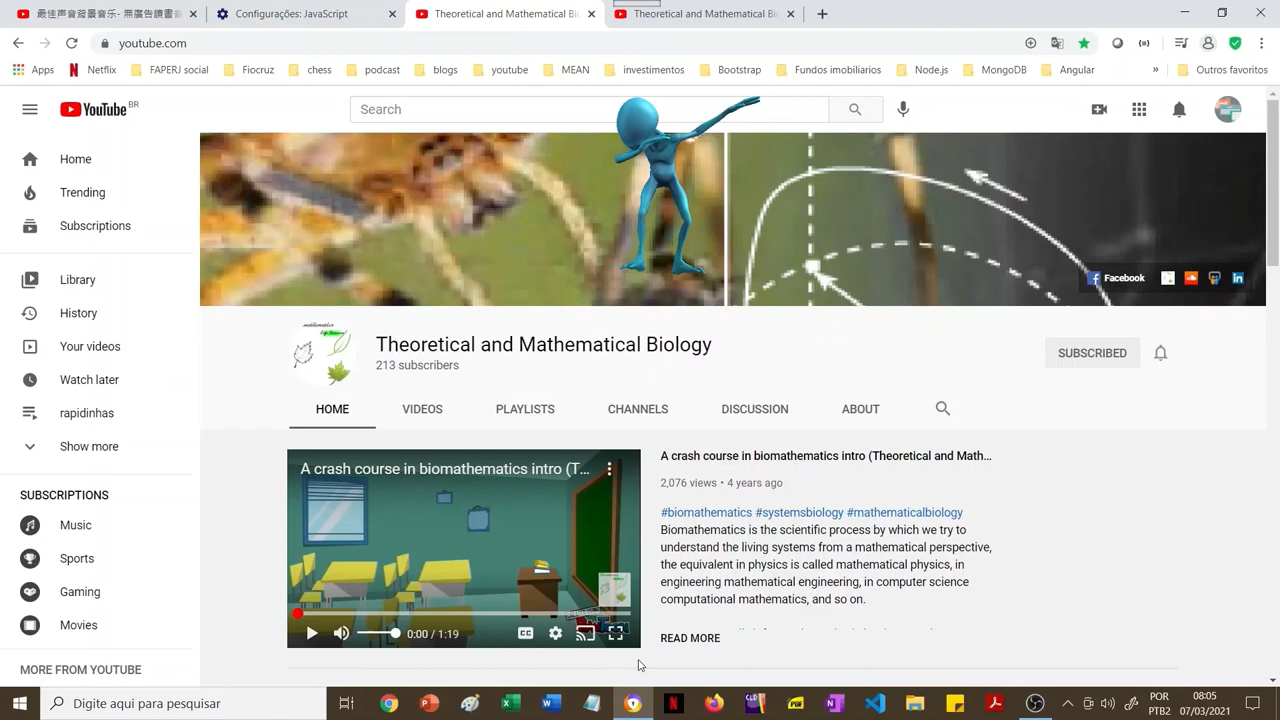 最佳声音背景音乐- 無廣告讀書音
Configurações: JavaScript
Theoretical and Mathematical Bi
Theoretical and Mathematical Bi
youtube.com
Apps
Netflix
FAPERJ social
Fiocruz
chess
podcast
blogs
youtube
MEAN
investimentos
Bootstrap
Fundos imobiliarios
Node.js
MongoDB
Angular
»
Outros favoritos
YouTube BR
Search
Home
Trending
Subscriptions
Library
History
Your videos
Watch later
rapidinhas
Show more
SUBSCRIPTIONS
Music
Sports
Gaming
Movies
MORE FROM YOUTUBE
Facebook
Theoretical and Mathematical Biology
213 subscribers
SUBSCRIBED
HOME
VIDEOS
PLAYLISTS
CHANNELS
DISCUSSION
ABOUT
A crash course in biomathematics intro (T...
0:00 / 1:19
CC
A crash course in biomathematics intro (Theoretical and Math...
2,076 views • 4 years ago
#biomathematics #systemsbiology #mathematicalbiology
Biomathematics is the scientific process by which we try to
understand the living systems from a mathematical perspective,
the equivalent in physics is called mathematical physics, in
engineering mathematical engineering, in computer science
computational mathematics, and so on.
READ MORE
Digite aqui para pesquisar
POR
PTB2
08:05
07/03/2021